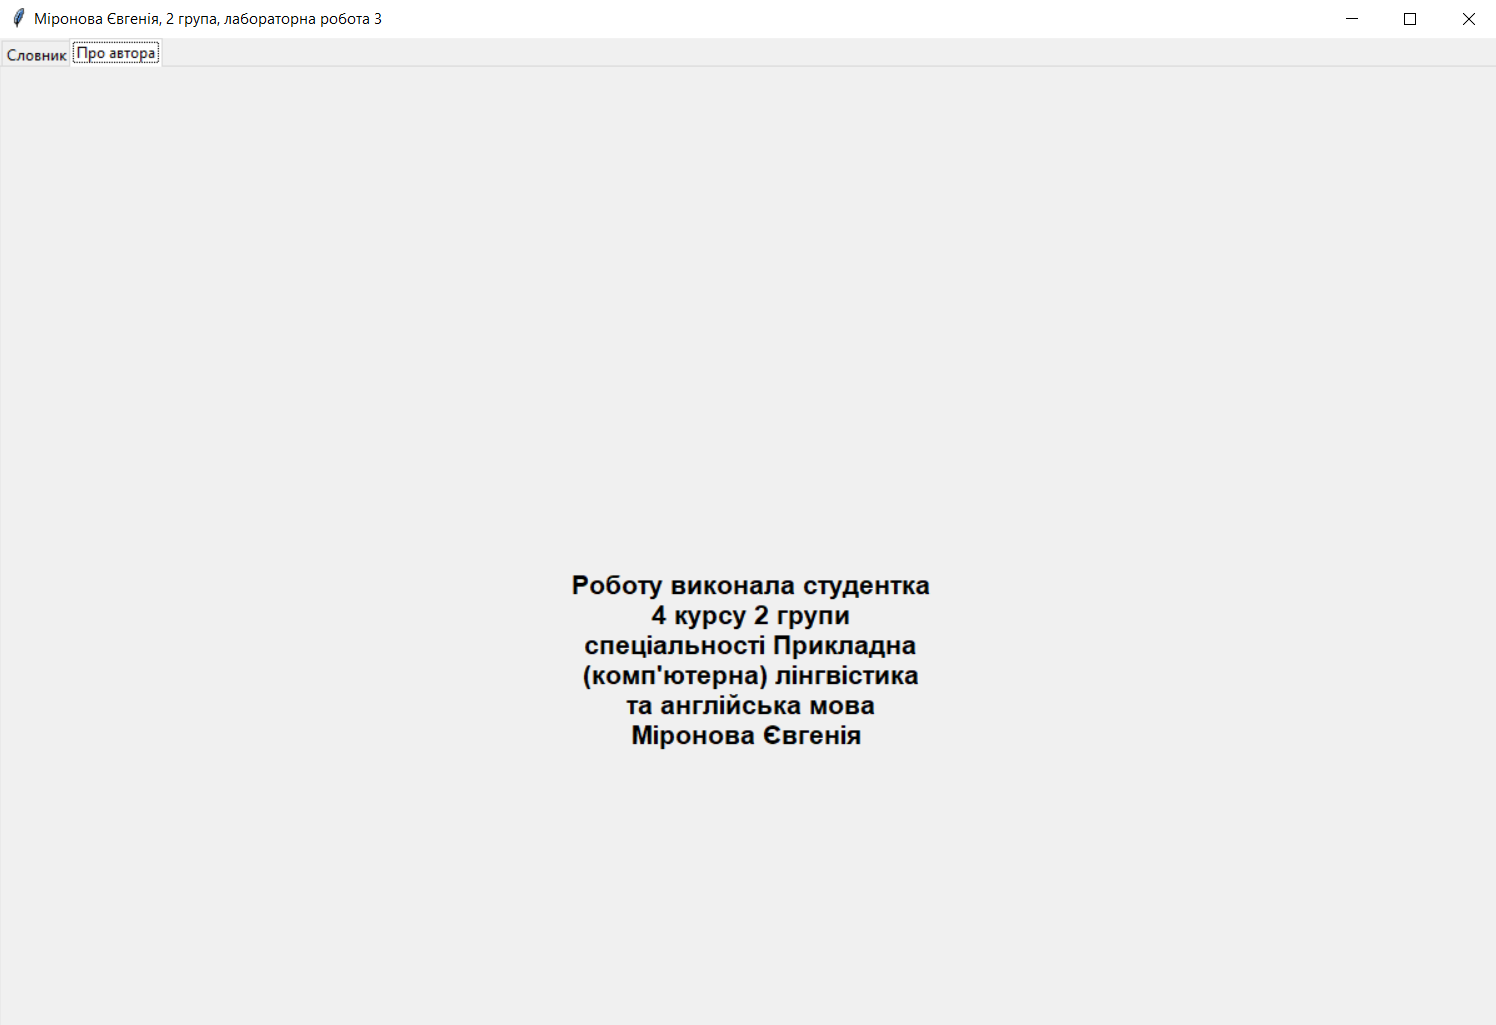 Міронова Євгенія, 2 група, лабораторна робота 3
Словник Про автора
Роботу виконала студентка
4 курсу 2 групи
спеціальності Прикладна
(комп'ютерна) лінгвістика
та англійська мова
Міронова Євгенія